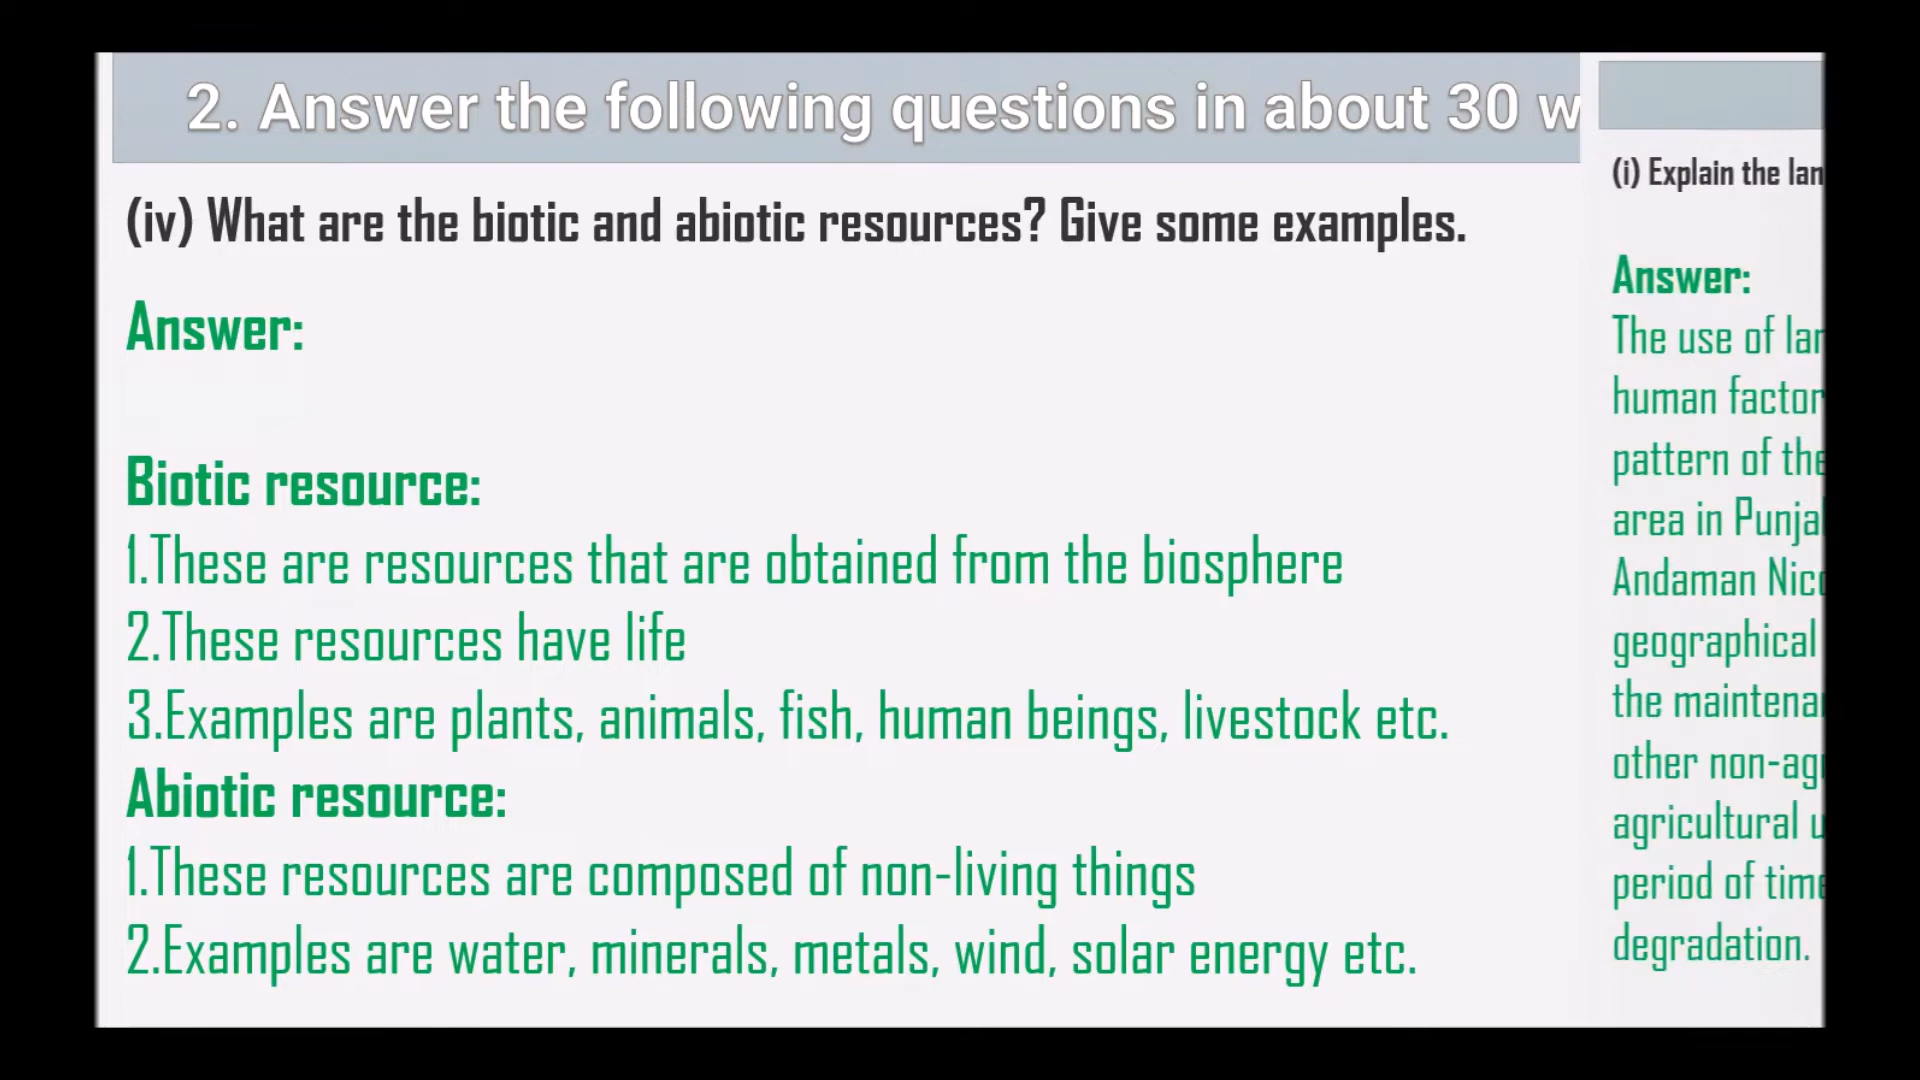 2. Answer the following questions in about 30
(iv) What are the biotic and abiotic resources? Give some examples.
Answer:
Biotic resource:
1.These are resources that are obtained from the biosphere
2.These resources have life
3.Examples are plants, animals, fish, human beings, livestock etc.
Abiotic resource:
1.These resources are composed of non-living things
2.Examples are water, minerals, metals, wind, solar energy etc.
(i) Explain the
Answer:
The use of
human
pattern of
area in
Andaman
geographical
the
other
agricultural
period of
degradation.